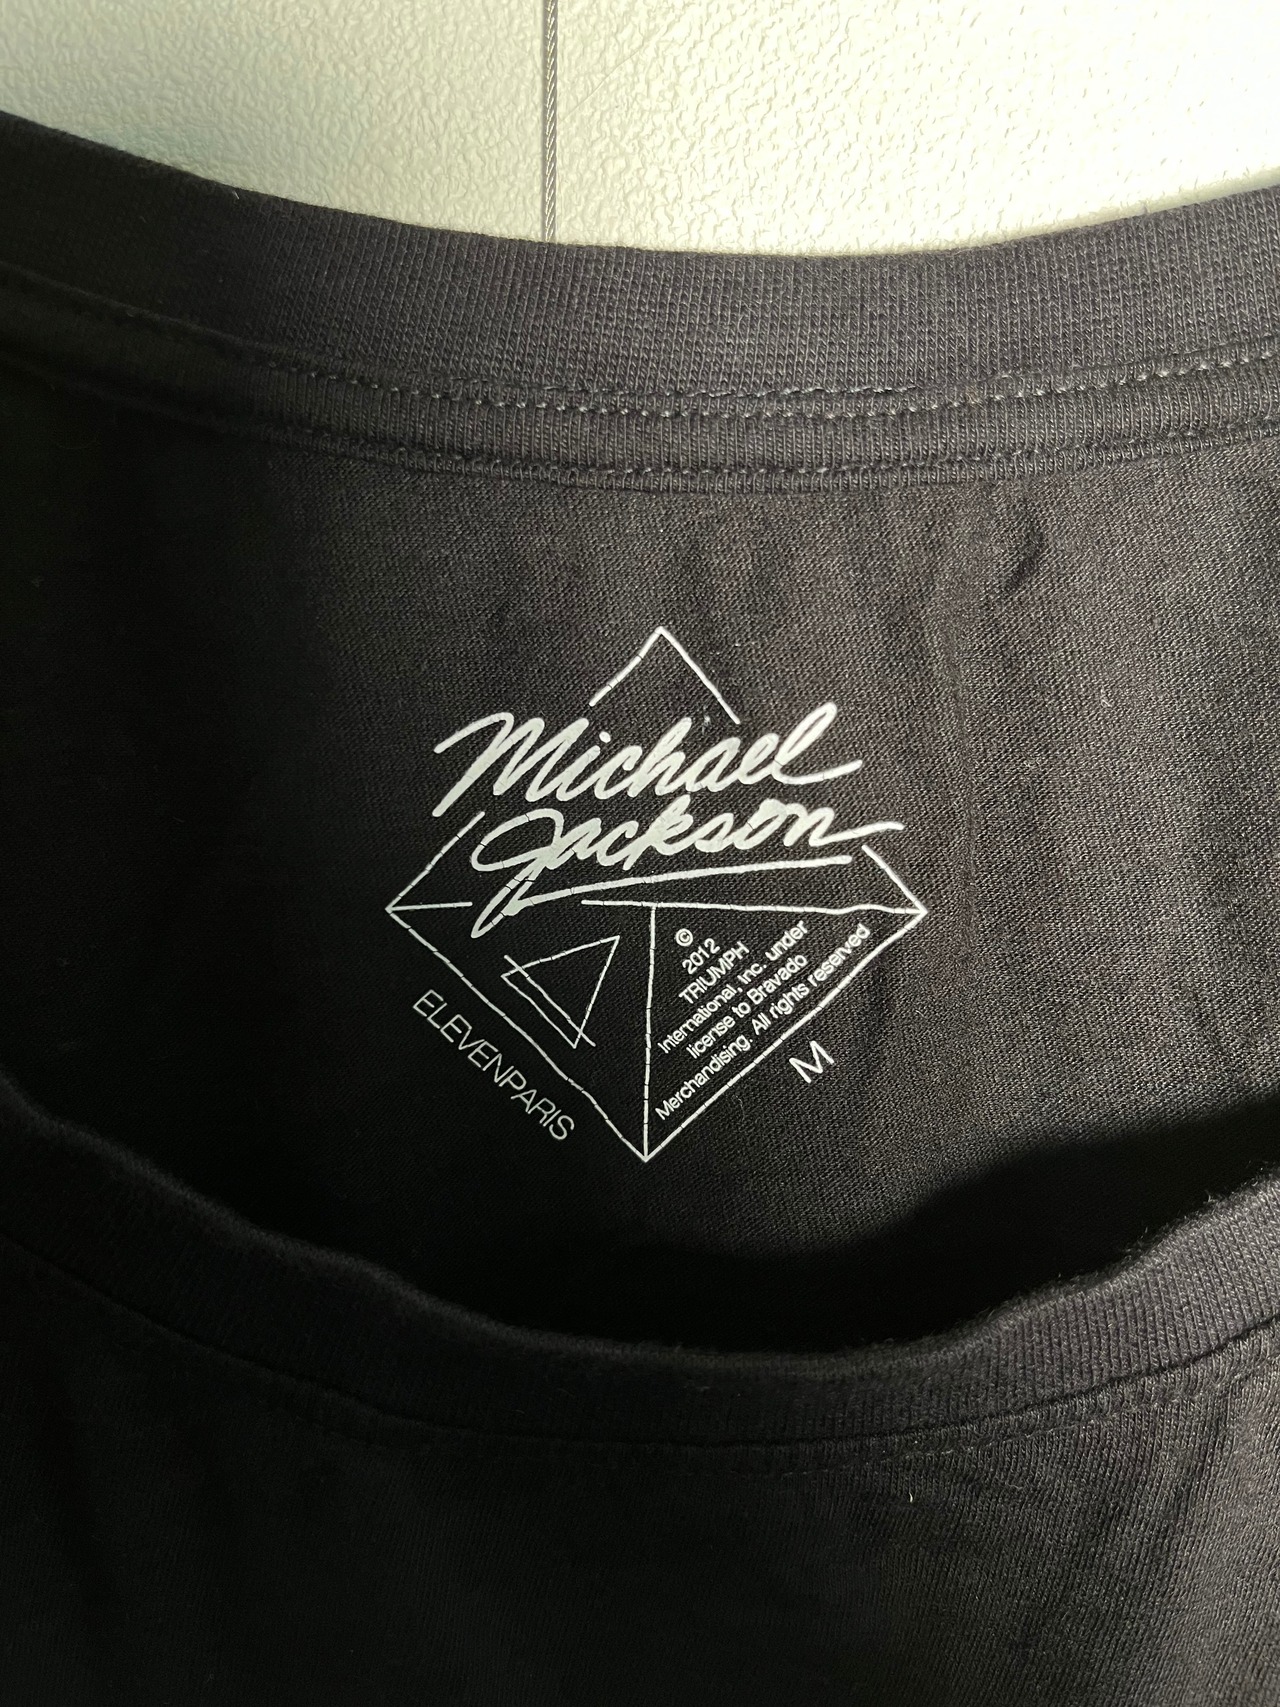 Michael
Jackson
©
2012
TRIUMPH
International, Inc. under
license to Bravado
Merchandising. All rights reserved
ELEVENPARIS
M